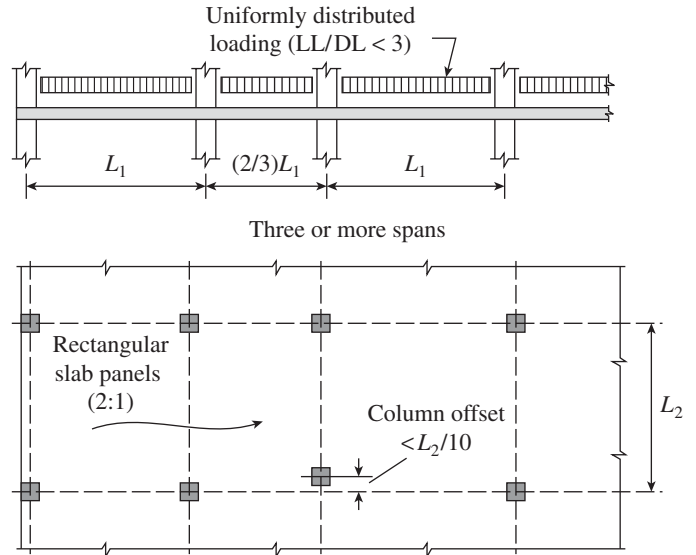 Uniformly distributed
loading (LL/DL < 3)
L₁
(2/3)L₁
L₁
Three or more spans
Rectangular
slab panels
(2:1)
Column offset
<L₂/10
L₂